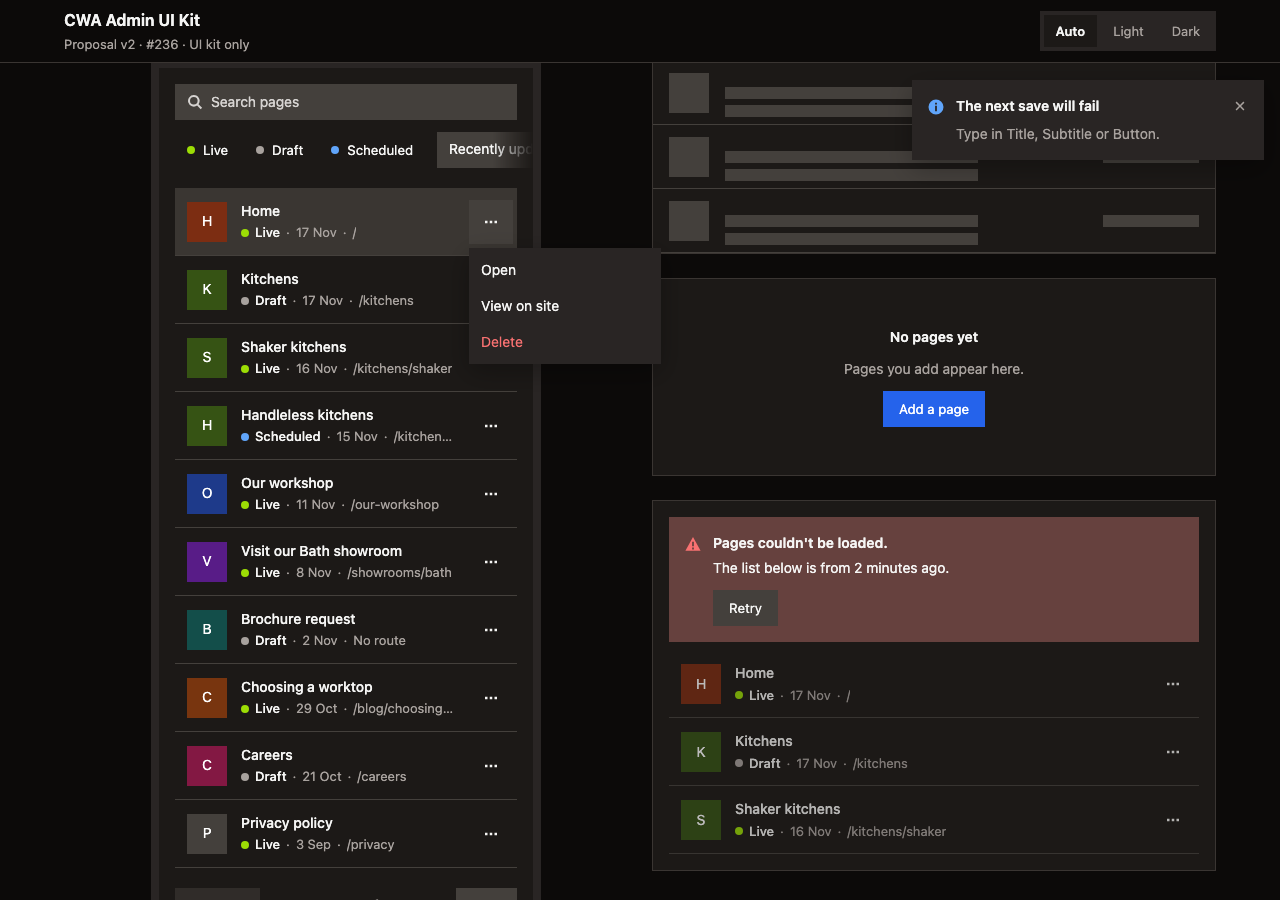 CWA Admin UI Kit
Proposal v2 · #236 · UI kit only
Auto
Light
Dark
Search pages
Live
Draft
Scheduled
Recently
H
Home
Live · 17 Nov · /
K
Kitchens
Draft · 17 Nov · /kitchens
S
Shaker kitchens
Live · 16 Nov · /kitchens/shaker
H
Handleless kitchens
Scheduled · 15 Nov · /kitchen…
O
Our workshop
Live · 11 Nov · /our-workshop
V
Visit our Bath showroom
Live · 8 Nov · /showrooms/bath
B
Brochure request
Draft · 2 Nov · No route
C
Choosing a worktop
Live · 29 Oct · /blog/choosing…
C
Careers
Draft · 21 Oct · /careers
P
Privacy policy
Live · 3 Sep · /privacy
Open
View on site
Delete
The next save will fail
Type in Title, Subtitle or Button.
No pages yet
Pages you add appear here.
Add a page
Pages couldn't be loaded.
The list below is from 2 minutes ago.
Retry
H
Home
Live · 17 Nov · /
K
Kitchens
Draft · 17 Nov · /kitchens
S
Shaker kitchens
Live · 16 Nov · /kitchens/shaker